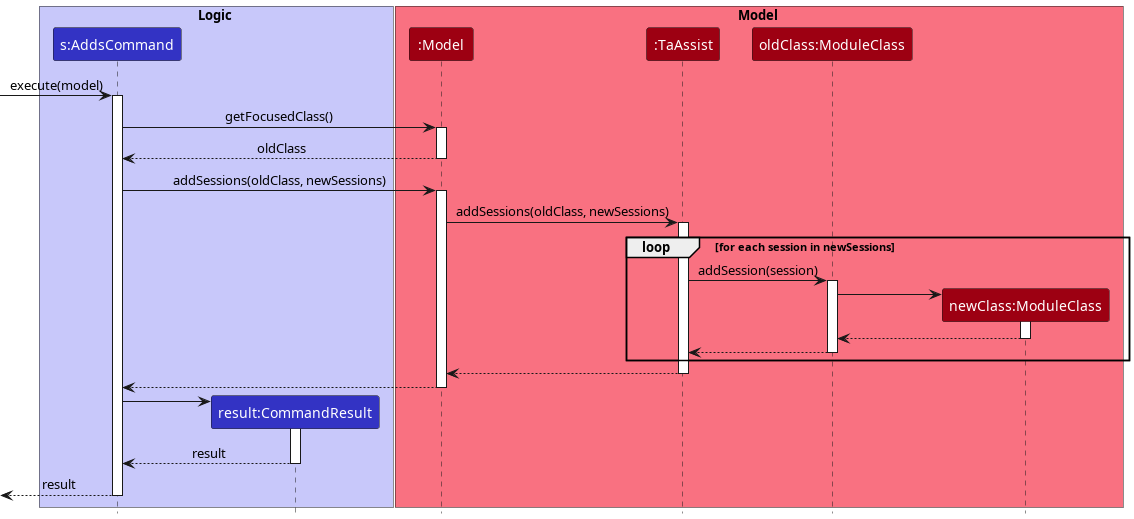 Logic
Model
s:AddsCommand
:Model
:TaAssist
oldClass:ModuleClass
execute(model)
getFocusedClass()
oldClass
addSessions(oldClass, newSessions)
addSessions(oldClass, newSessions)
loop
[for each session in newSessions]
addSession(session)
newClass:ModuleClass
result:CommandResult
result
result